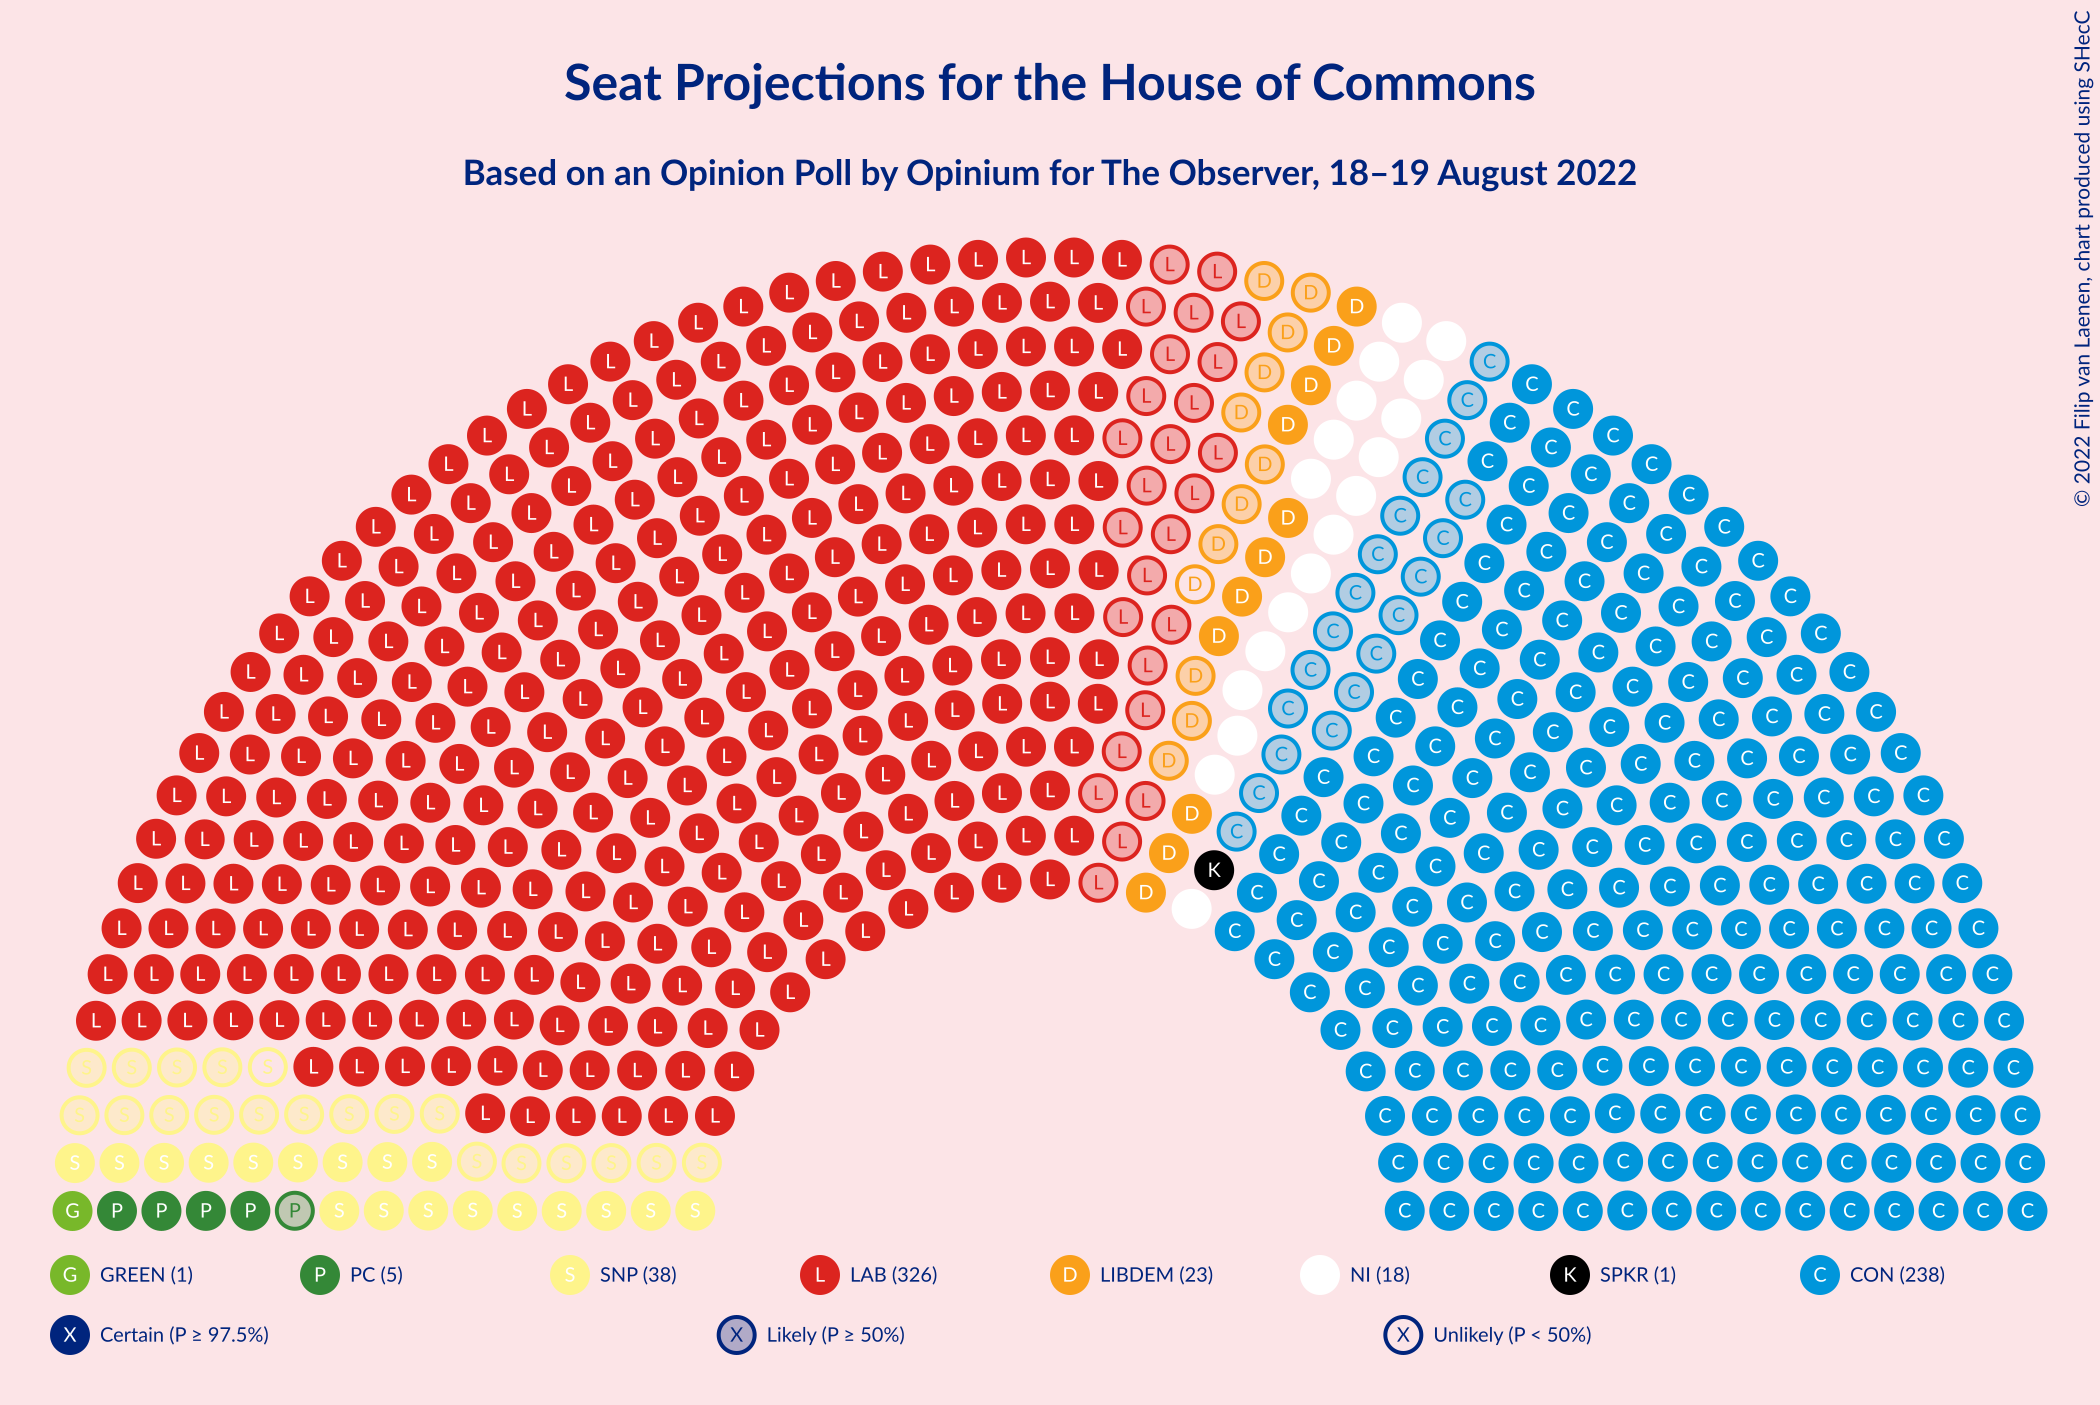 Seat Projections for the House of Commons
Based on an Opinion Poll by Opinium for The Observer, 18–19 August 2022
© 2022 Filip van Laenen, chart produced using SHecC
G GREEN (1) P PC (5) S SNP (38) L LAB (326) D LIBDEM (23) NI (18) K SPKR (1) C CON (238)
X Certain (P ≥ 97.5%) X Likely (P ≥ 50%) X Unlikely (P < 50%)